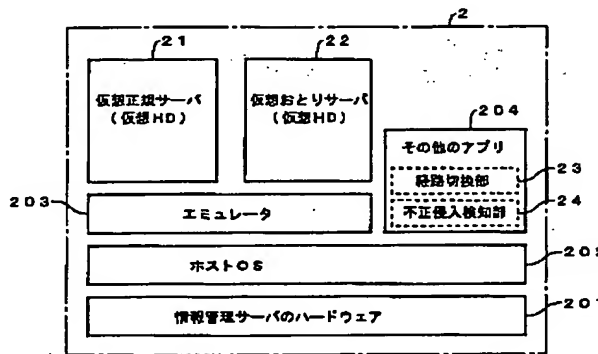 2
21
22
仮想正規サーバ
(仮想HD)
仮想おとりサーバ
(仮想HD)
204
その他のアプリ
経路切換部
23
不正侵入検知部
24
203
エミュレータ
ホストOS
202
情報管理サーバのハードウェア
201